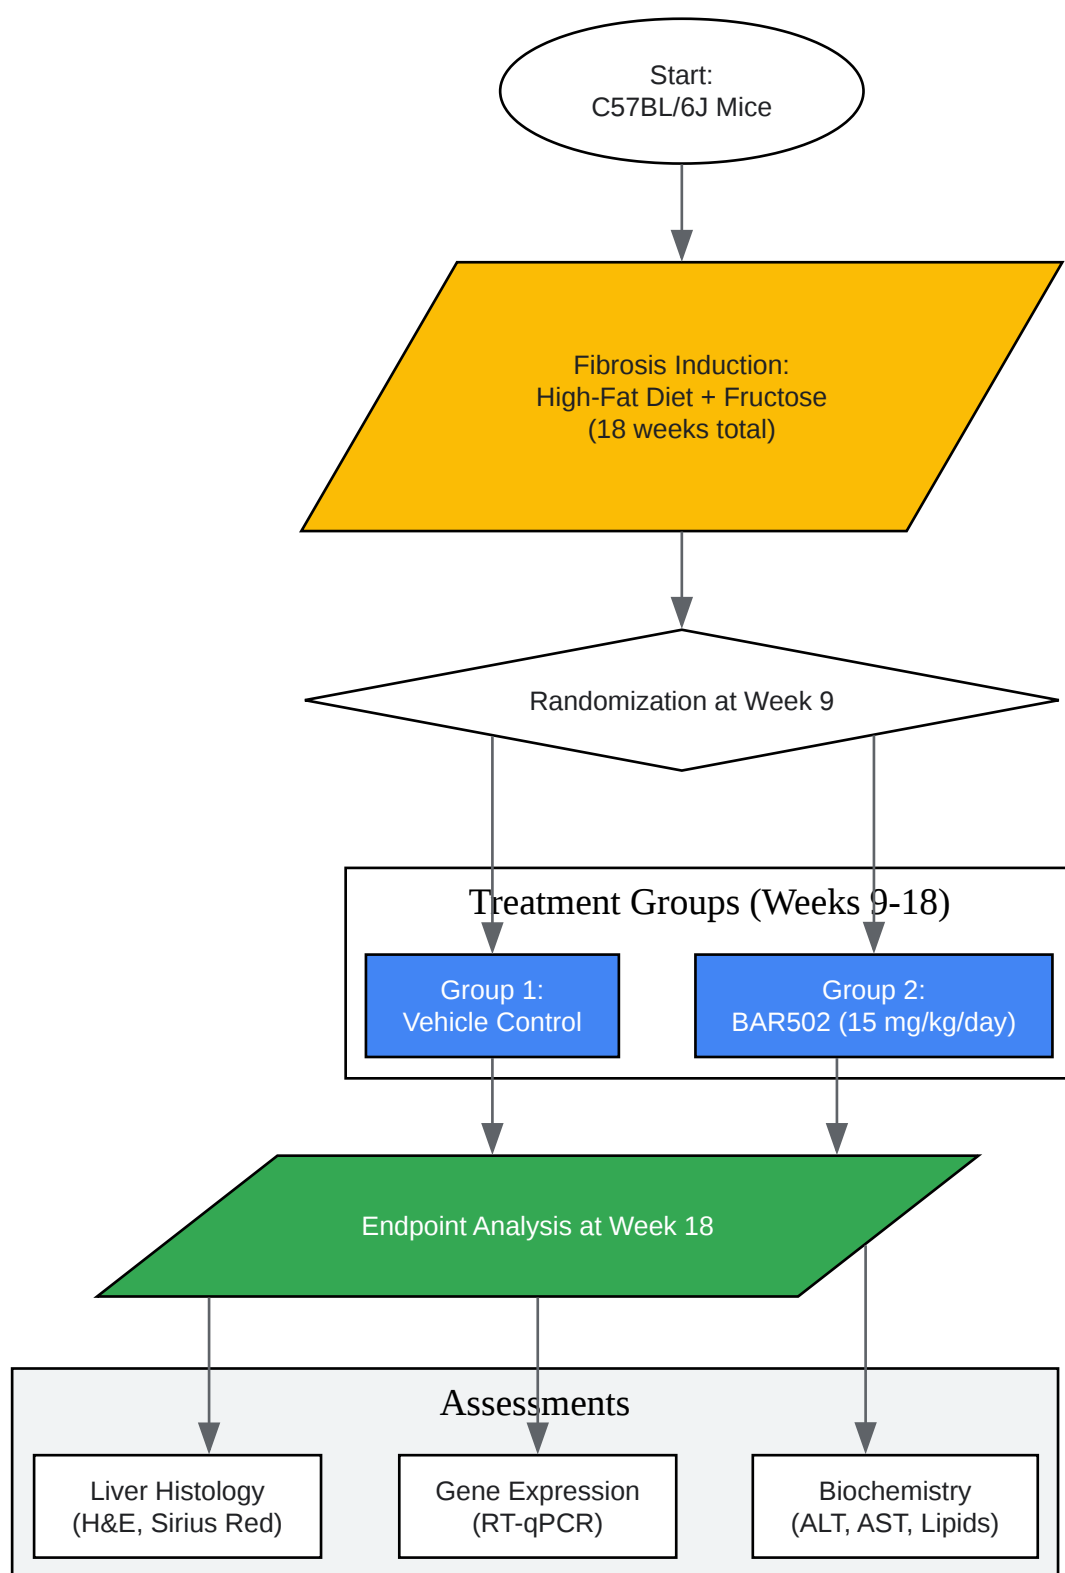 Start:
C57BL/6J Mice
Fibrosis Induction:
High-Fat Diet + Fructose
(18 weeks total)
Randomization at Week 9
Treatment Groups (Weeks 9-18)
Group 1:
Vehicle Control
Group 2:
BAR502 (15 mg/kg/day)
Endpoint Analysis at Week 18
Assessments
Liver Histology
(H&E, Sirius Red)
Gene Expression
(RT-qPCR)
Biochemistry
(ALT, AST, Lipids)